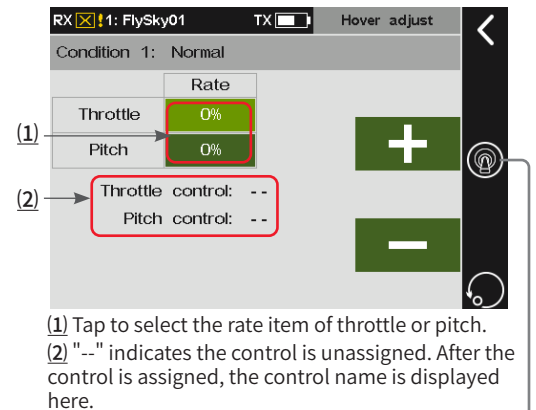 RX !1: FlySky01 TX Hover adjust
Condition 1: Normal
Rate
Throttle 0%
Pitch 0%
(1)
Throttle control: --
(2)
Pitch control: --
(1) Tap to select the rate item of throttle or pitch.
(2) "--" indicates the control is unassigned. After the
control is assigned, the control name is displayed
here.